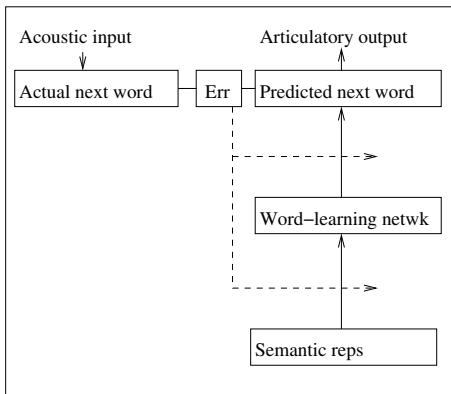 Acoustic input
Articulatory output
Actual next word
Err
Predicted next word
Word−learning netwk
Semantic reps